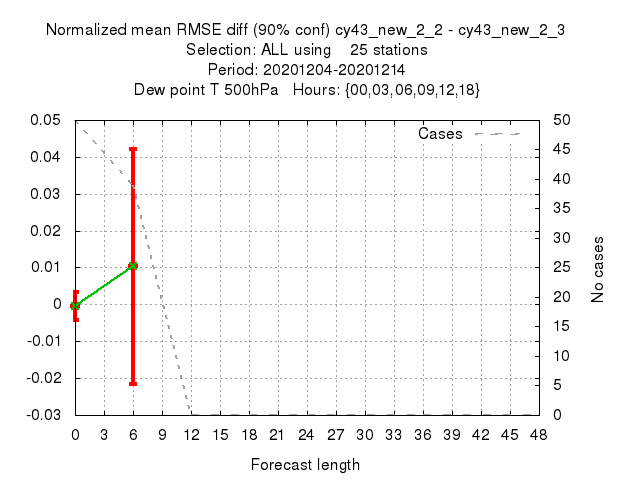 Normalized mean RMSE diff (90% conf) cy43_new_2_2 - cy43_new_2_3
Selection: ALL using    25 stations
Period: 20201204-20201214
Dew point T 500hPa   Hours: {00,03,06,09,12,18}
Cases
0.05
0.04
0.03
0.02
0.01
0
-0.01
-0.02
-0.03
50
45
40
35
30
25
20
15
10
5
0
No cases
0 3 6 9 12 15 18 21 24 27 30 33 36 39 42 45 48
Forecast length